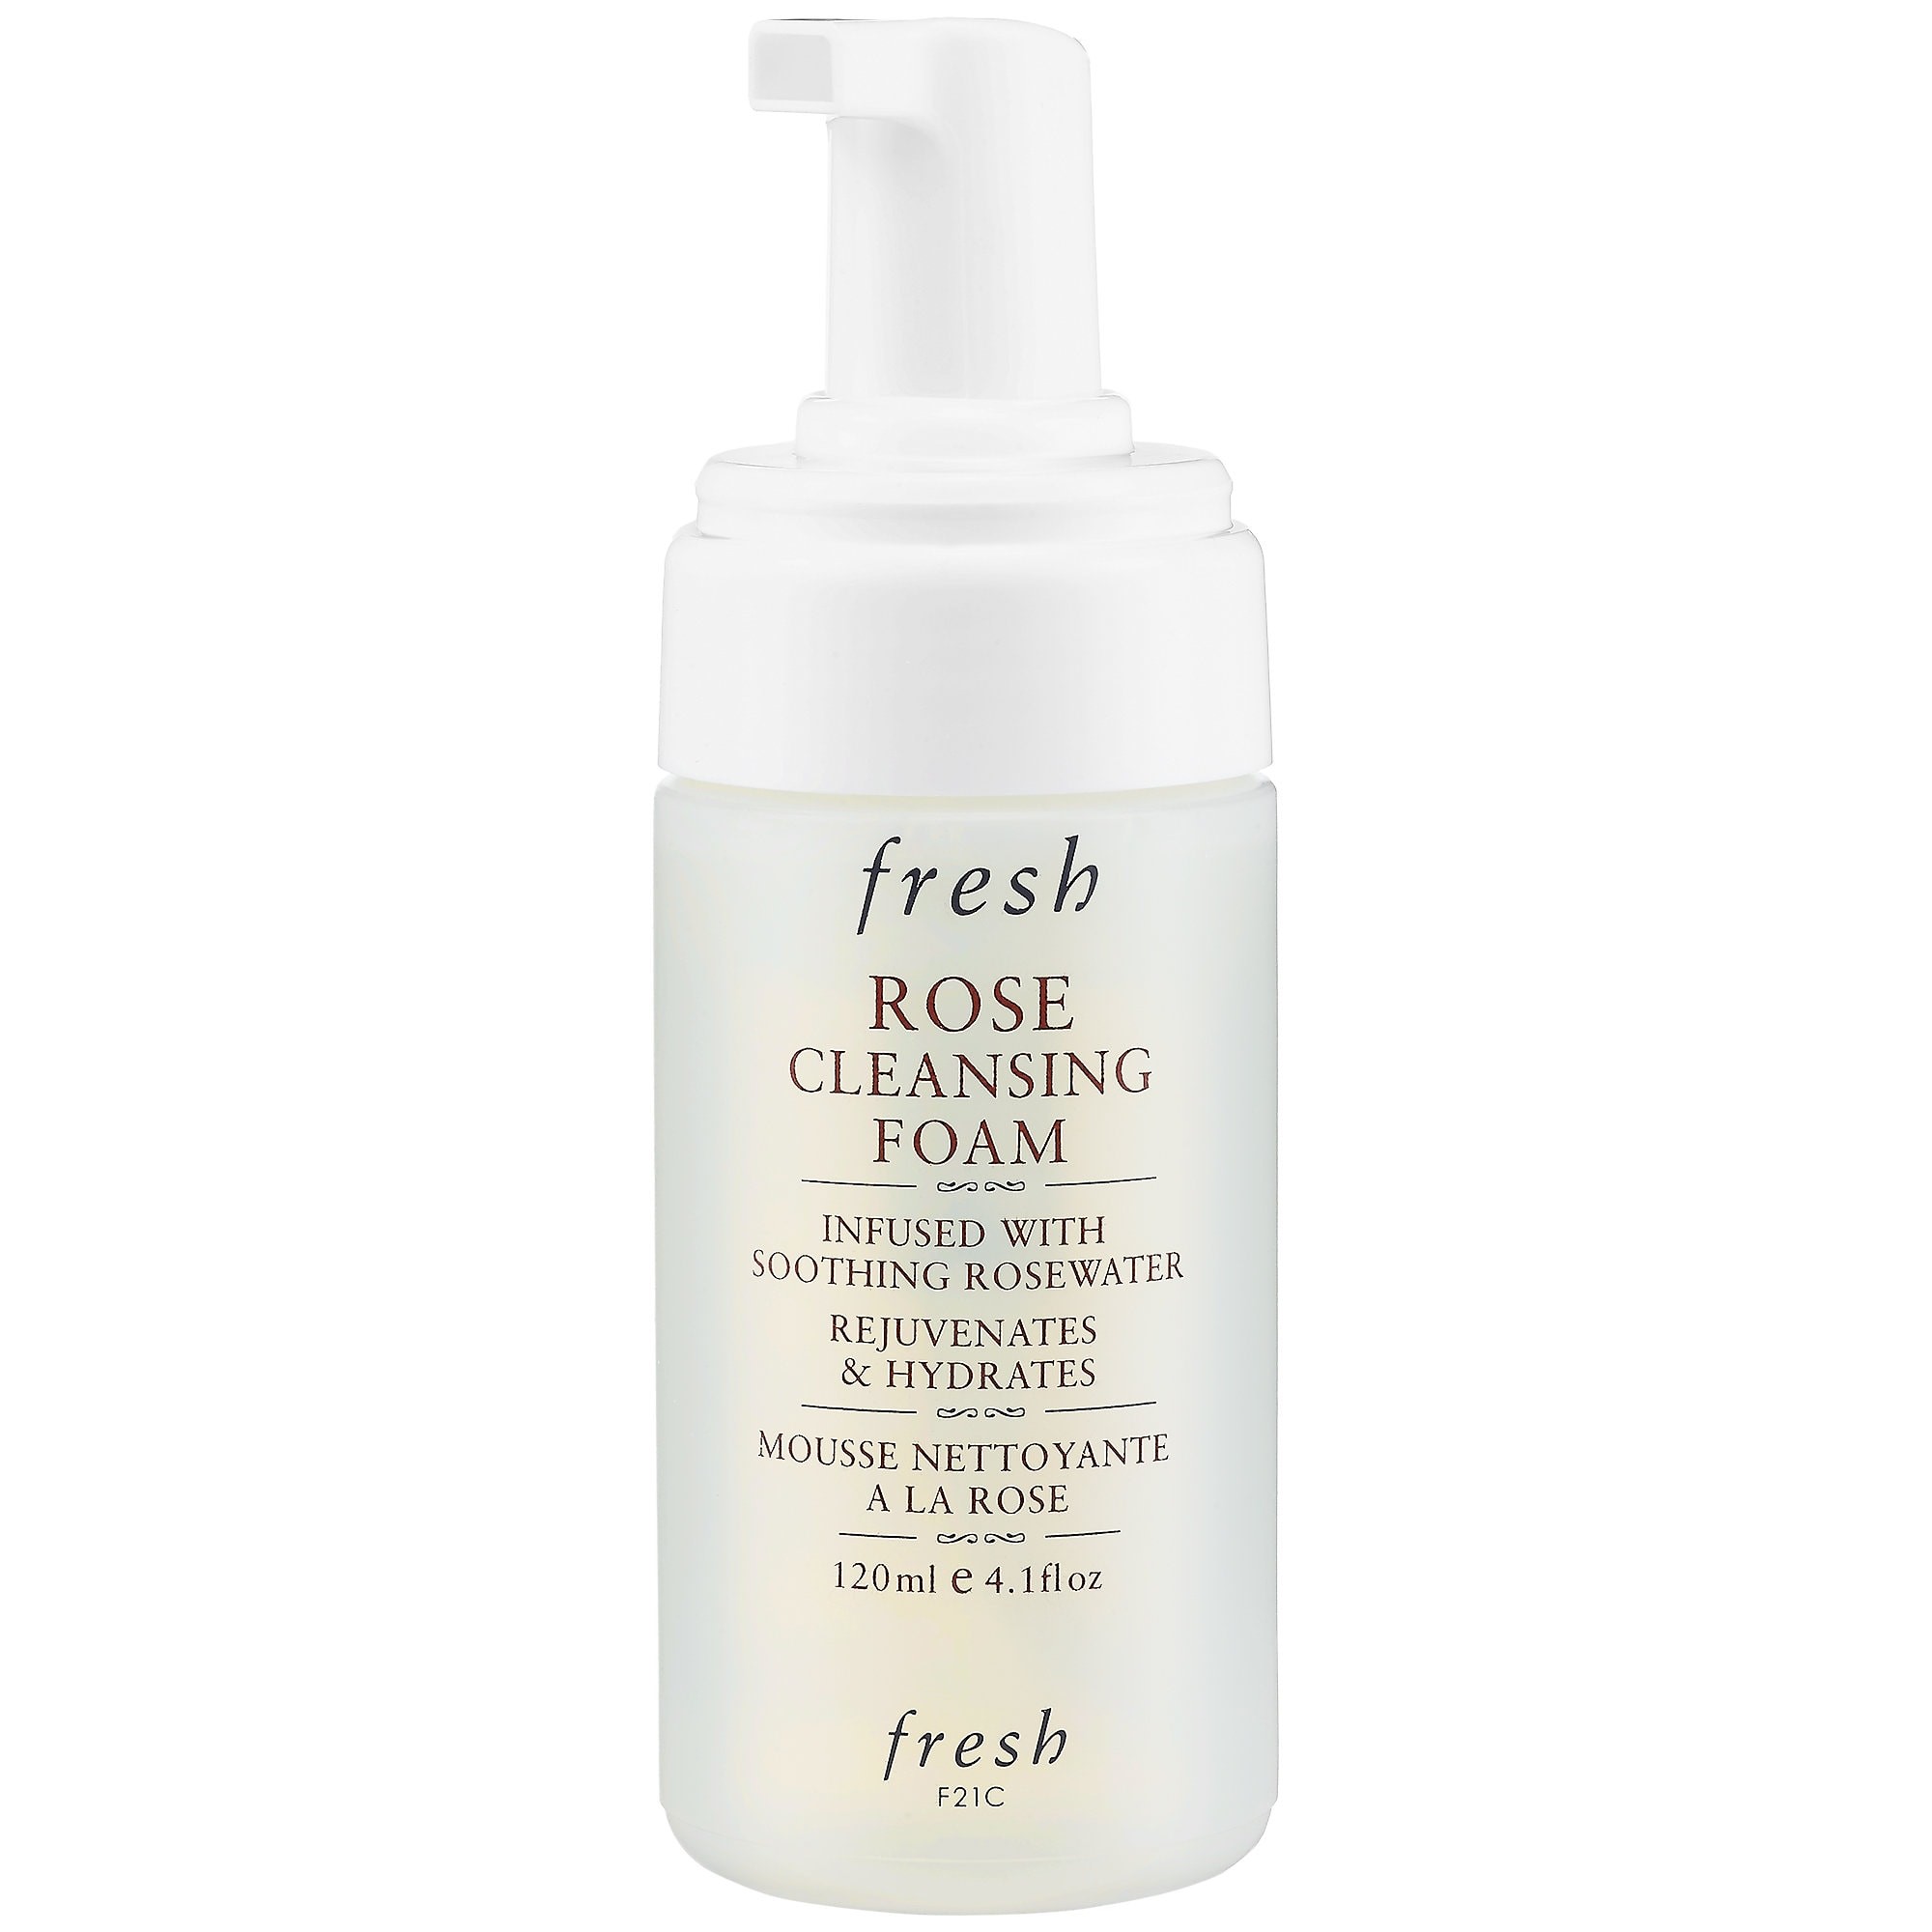 fresh
ROSE
CLEANSING
FOAM
INFUSED WITH
SOOTHING ROSEWATER
REJUVENATES
& HYDRATES
MOUSSE NETTOYANTE
A LA ROSE
120ml e 4.1fl oz
fresh
F21C